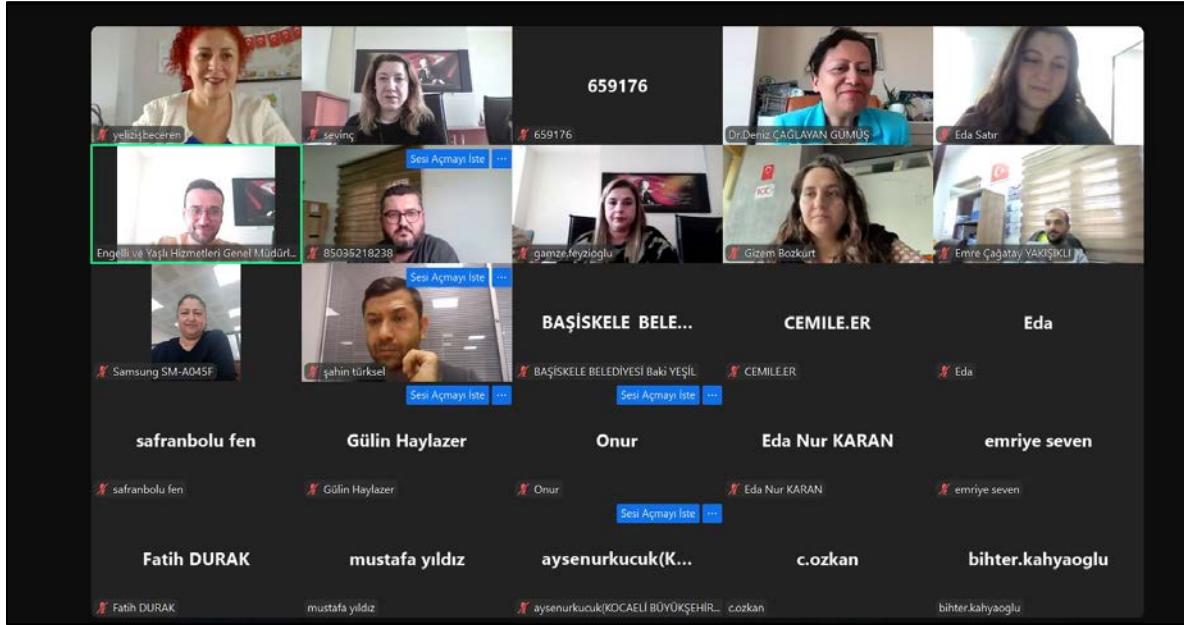 659176
yelizişbeceren
sevinç
659176
Dr.Deniz ÇAĞLAYAN GÜMÜŞ
Eda Satır
Sesi Açmayı İste ...
Engelli ve Yaşlı Hizmetleri Genel Müdürl...
85035218238
gamze.feyzioglu
Gizem Bozkurt
Emre Çağatay YAKIŞIKLI
Sesi Açmayı İste ...
BAŞİSKELE BELE...
CEMILE.ER
Eda
Samsung SM-A045F
şahin türksel
BAŞİSKELE BELEDİYESİ Baki YEŞİL
CEMILE.ER
Eda
Sesi Açmayı İste ...
Sesi Açmayı İste ...
safranbolu fen
Gülin Haylazer
Onur
Eda Nur KARAN
emriye seven
safranbolu fen
Gülin Haylazer
Onur
Eda Nur KARAN
emriye seven
Sesi Açmayı İste ...
Fatih DURAK
mustafa yıldız
aysenurkucuk(K...
c.ozkan
bihter.kahyaoglu
Fatih DURAK
mustafa yıldız
aysenurkucuk(KOCAELİ BÜYÜKŞEHİR...
c.ozkan
bihter.kahyaoglu